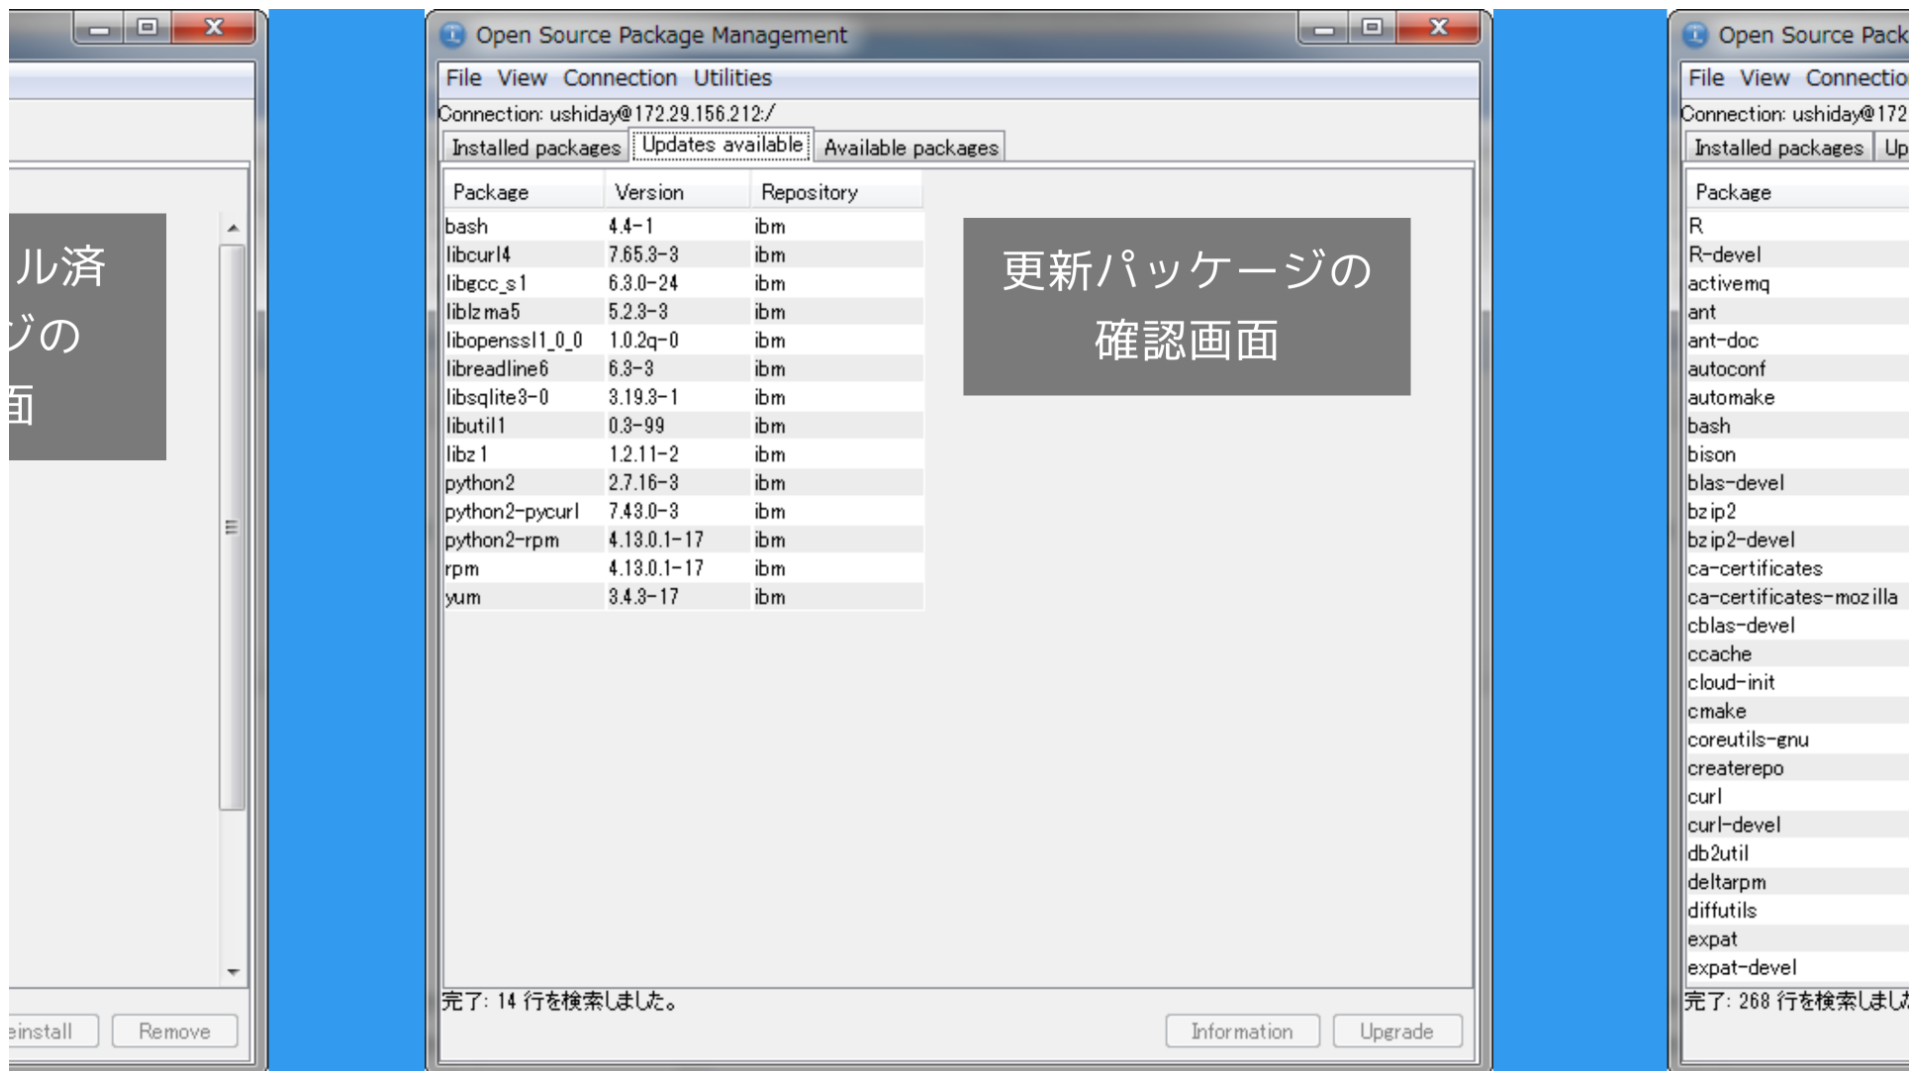 ル済
ジの
面
einstall
Remove
Open Source Package Management
File View Connection Utilities
Connection: ushiday@172.29.156.212:/
Installed packages Updates available Available packages
Package Version Repository
bash 4.4-1 ibm
libcurl4 7.65.3-3 ibm
libgcc_s1 6.3.0-24 ibm
liblzma5 5.2.3-3 ibm
libopenssl1_0_0 1.0.2q-0 ibm
libreadline6 6.3-3 ibm
libsqlite3-0 3.19.3-1 ibm
libutil1 0.3-99 ibm
libz1 1.2.11-2 ibm
python2 2.7.16-3 ibm
python2-pycurl 7.43.0-3 ibm
python2-rpm 4.13.0.1-17 ibm
rpm 4.13.0.1-17 ibm
yum 3.4.3-17 ibm
更新パッケージの
確認画面
完了: 14 行を検索しました。
Information Upgrade
Open Source Pack
File View Connectio
Connection: ushiday@172
Installed packages Up
Package
R
R-devel
activemq
ant
ant-doc
autoconf
automake
bash
bison
blas-devel
bzip2
bzip2-devel
ca-certificates
ca-certificates-mozilla
cblas-devel
ccache
cloud-init
cmake
coreutils-gnu
createrepo
curl
curl-devel
db2util
deltarpm
diffutils
expat
expat-devel
完了: 268 行を検索しました